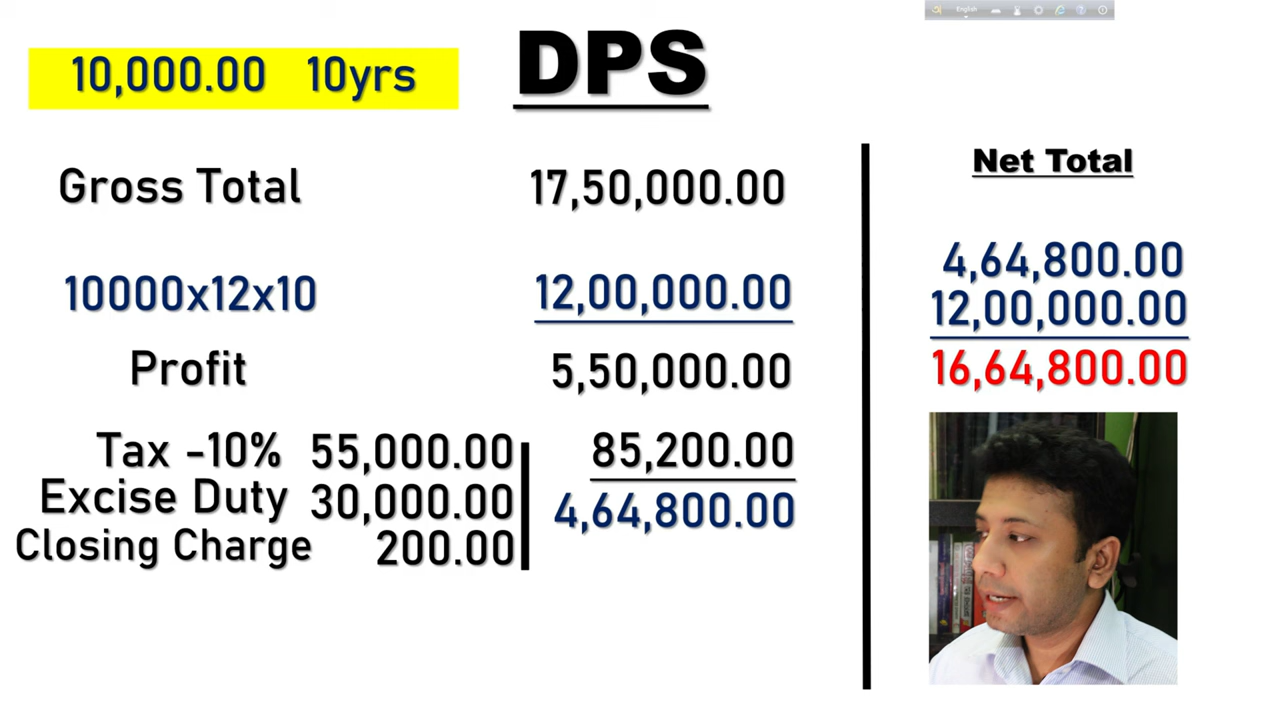 English
10,000.00 10yrs
DPS
Net Total
Gross Total 17,50,000.00
4,64,800.00
10000x12x10 12,00,000.00
12,00,000.00
Profit 5,50,000.00
16,64,800.00
Tax -10% 55,000.00 85,200.00
Excise Duty 30,000.00 4,64,800.00
Closing Charge 200.00